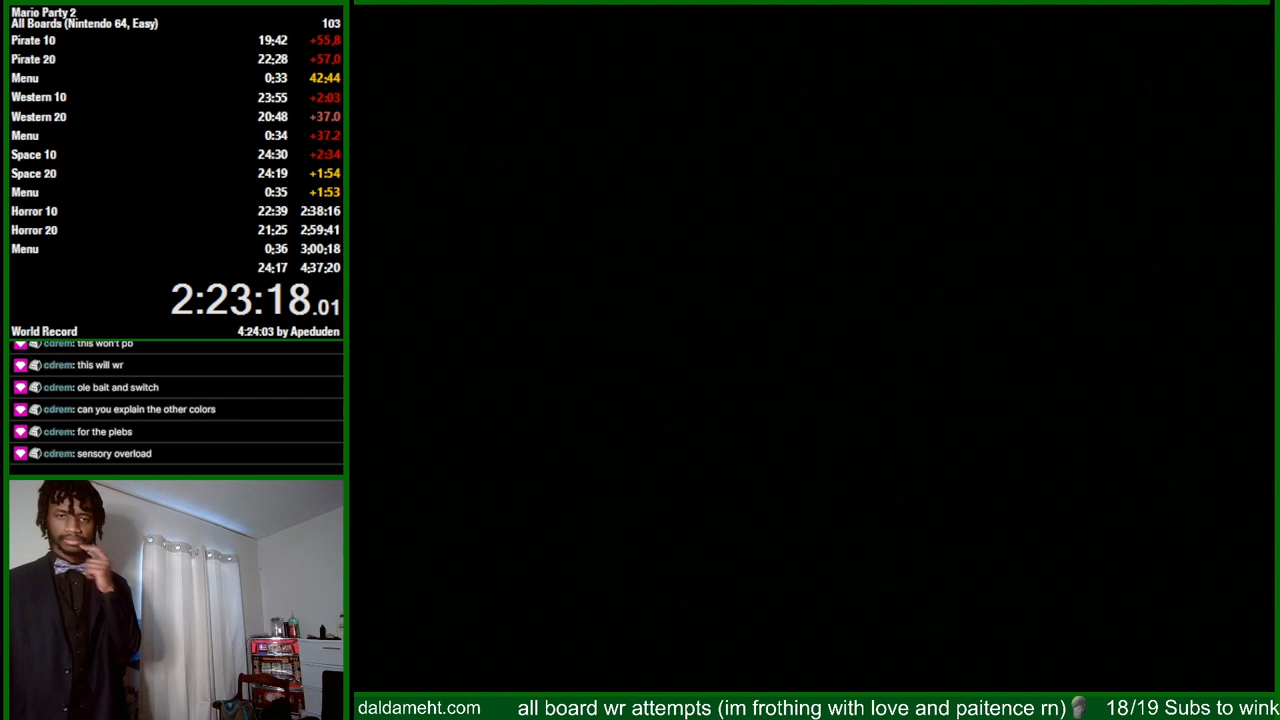 Mario Party 2
All Boards (Nintendo 64, Easy) 103
Pirate 10 19:42 +55.8
Pirate 20 22:28 +57.0
Menu 0:33 42:44
Western 10 23:55 +2:03
Western 20 20:48 +37.0
Menu 0:34 +37.2
Space 10 24:30 +2:34
Space 20 24:19 +1:54
Menu 0:35 +1:53
Horror 10 22:39 2:38:16
Horror 20 21:25 2:59:41
Menu 0:36 3:00:18
24:17 4:37:20
2:23:18.01
World Record 4:24:03 by Apeduden
cdrem: this won't pb
cdrem: this will wr
cdrem: ole bait and switch
cdrem: can you explain the other colors
cdrem: for the plebs
cdrem: sensory overload
daldameht.com all board wr attempts (im frothing with love and paitence rn) 18/19 Subs to wink